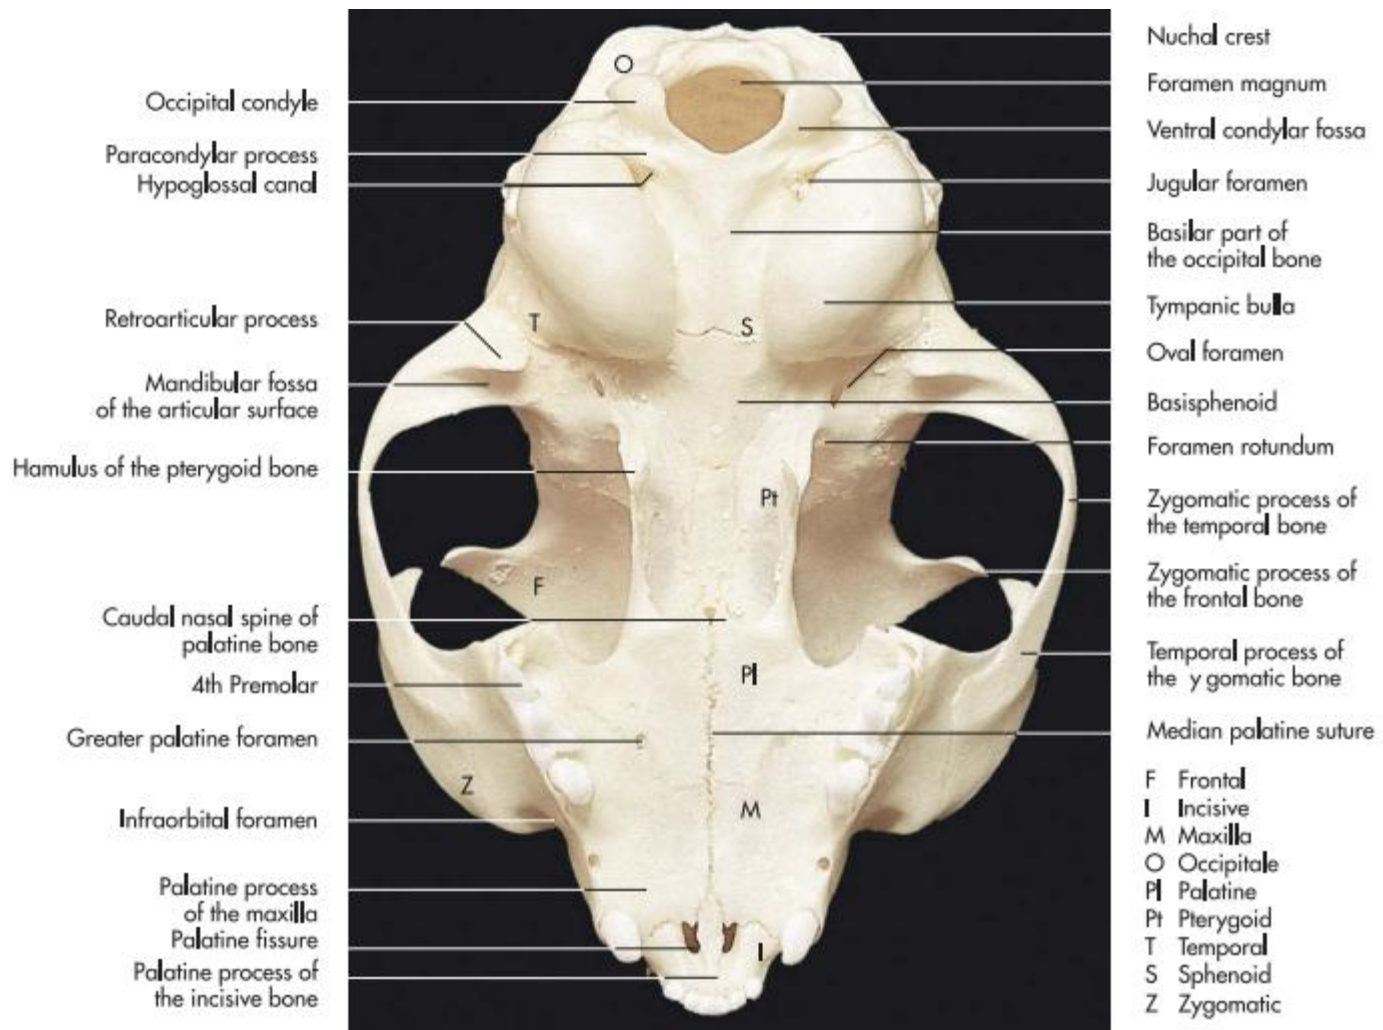 Occipital condyle
Paracondylar process
Hypoglossal canal
Retroarticular process
Mandibular fossa
of the articular surface
Hamulus of the pterygoid bone
Caudal nasal spine of
palatine bone
4th Premolar
Greater palatine foramen
Infraorbital foramen
Palatine process
of the maxilla
Palatine fissure
Palatine process of
the incisive bone
O
T
S
Pt
F
Pl
Z
M
I
Nuchal crest
Foramen magnum
Ventral condylar fossa
Jugular foramen
Basilar part of
the occipital bone
Tympanic bulla
Oval foramen
Basisphenoid
Foramen rotundum
Zygomatic process of
the temporal bone
Zygomatic process of
the frontal bone
Temporal process of
the y gomatic bone
Median palatine suture
F Frontal
I Incisive
M Maxilla
O Occipitale
Pl Palatine
Pt Pterygoid
T Temporal
S Sphenoid
Z Zygomatic